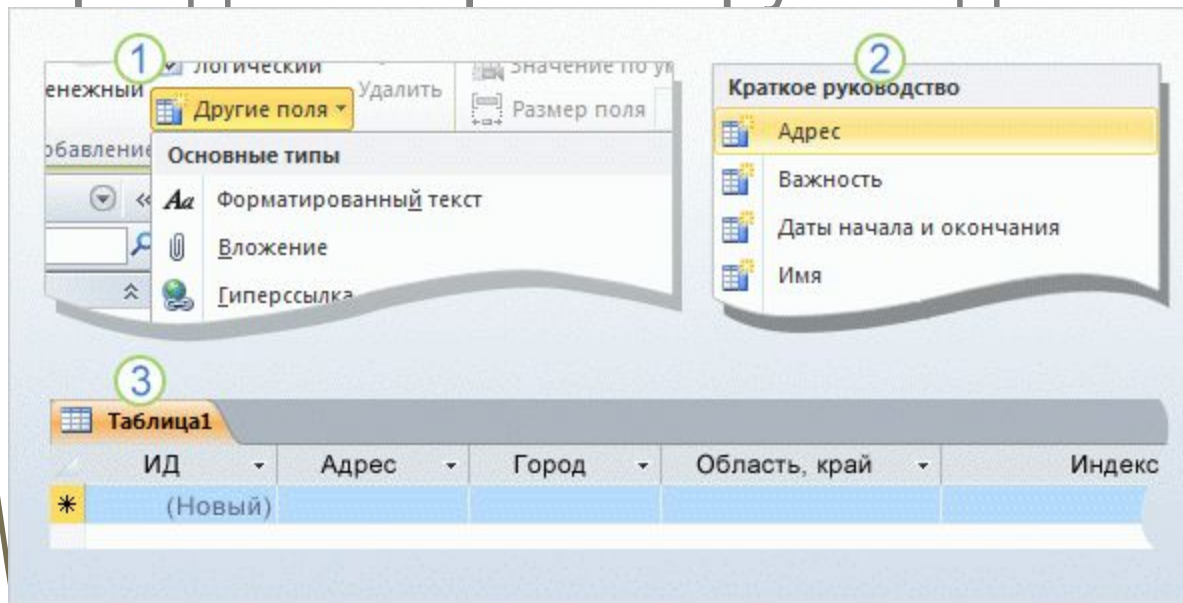 1
логический
енежный
Другие поля
Удалить
Значение по ум
Размер поля
обавление
Основные типы
Форматированный текст
Вложение
Гиперссылка
2
Краткое руководство
Адрес
Важность
Даты начала и окончания
Имя
3
Таблица1
ИД Адрес Город Область, край Индекс
* (Новый)